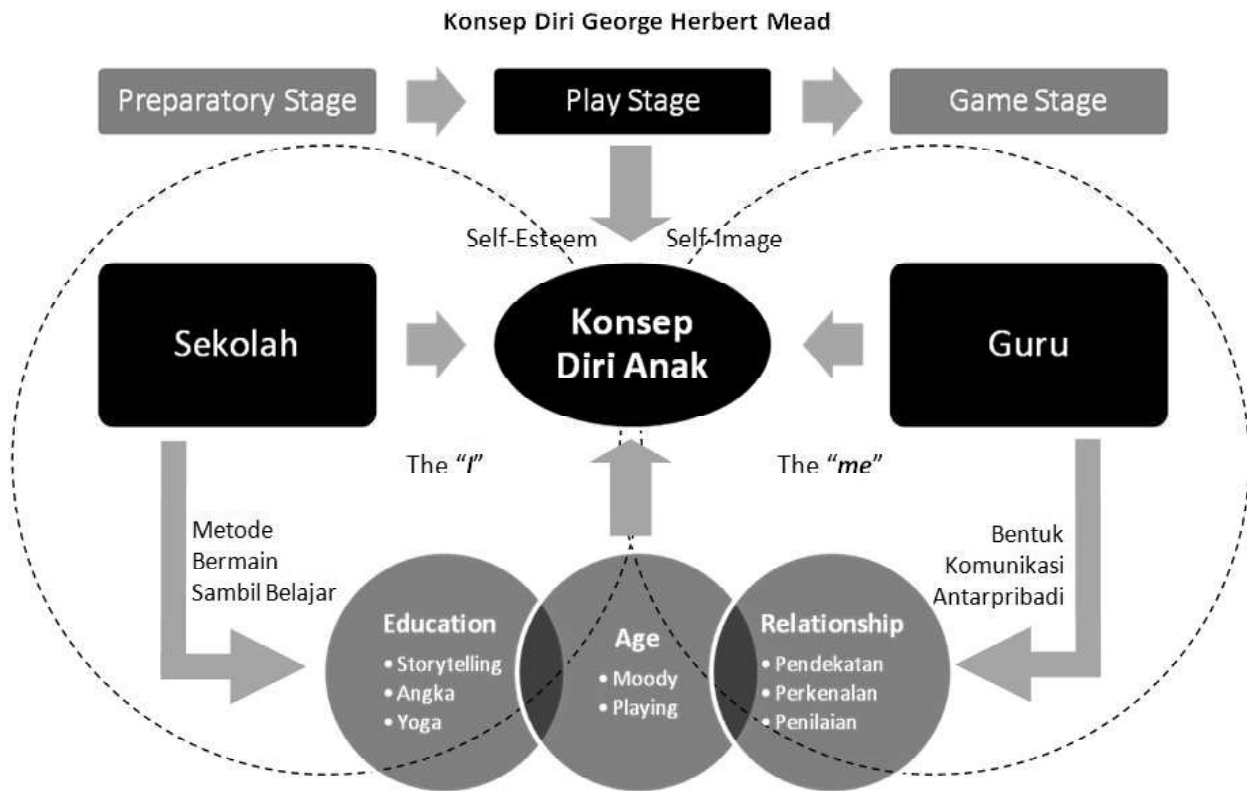 Konsep Diri George Herbert Mead
Preparatory Stage
Play Stage
Game Stage
Self-Esteem
Self-Image
Sekolah
Konsep
Diri Anak
Guru
The “I”
The “me”
Metode
Bermain
Sambil Belajar
Bentuk
Komunikasi
Antarpribadi
Education
• Storytelling
• Angka
• Yoga
Age
• Moody
• Playing
Relationship
• Pendekatan
• Perkenalan
• Penilaian